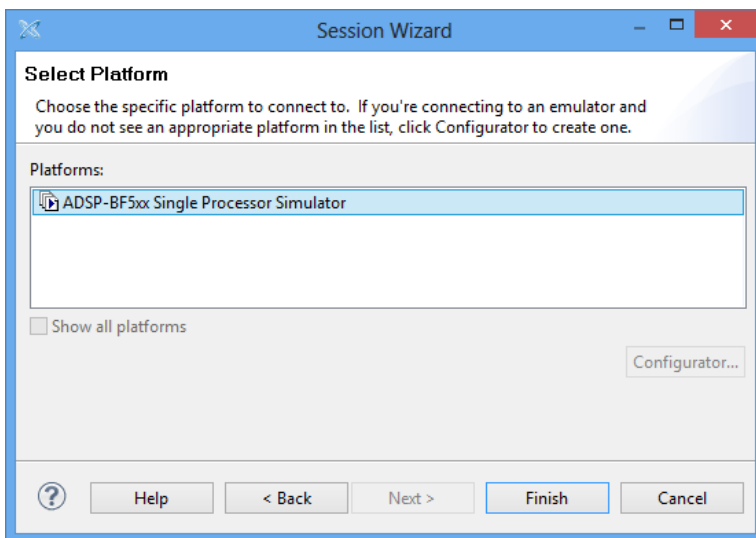 Session Wizard
Select Platform
Choose the specific platform to connect to. If you're connecting to an emulator and
you do not see an appropriate platform in the list, click Configurator to create one.
Platforms:
ADSP-BF5xx Single Processor Simulator
Show all platforms
Configurator...
? Help < Back Next > Finish Cancel